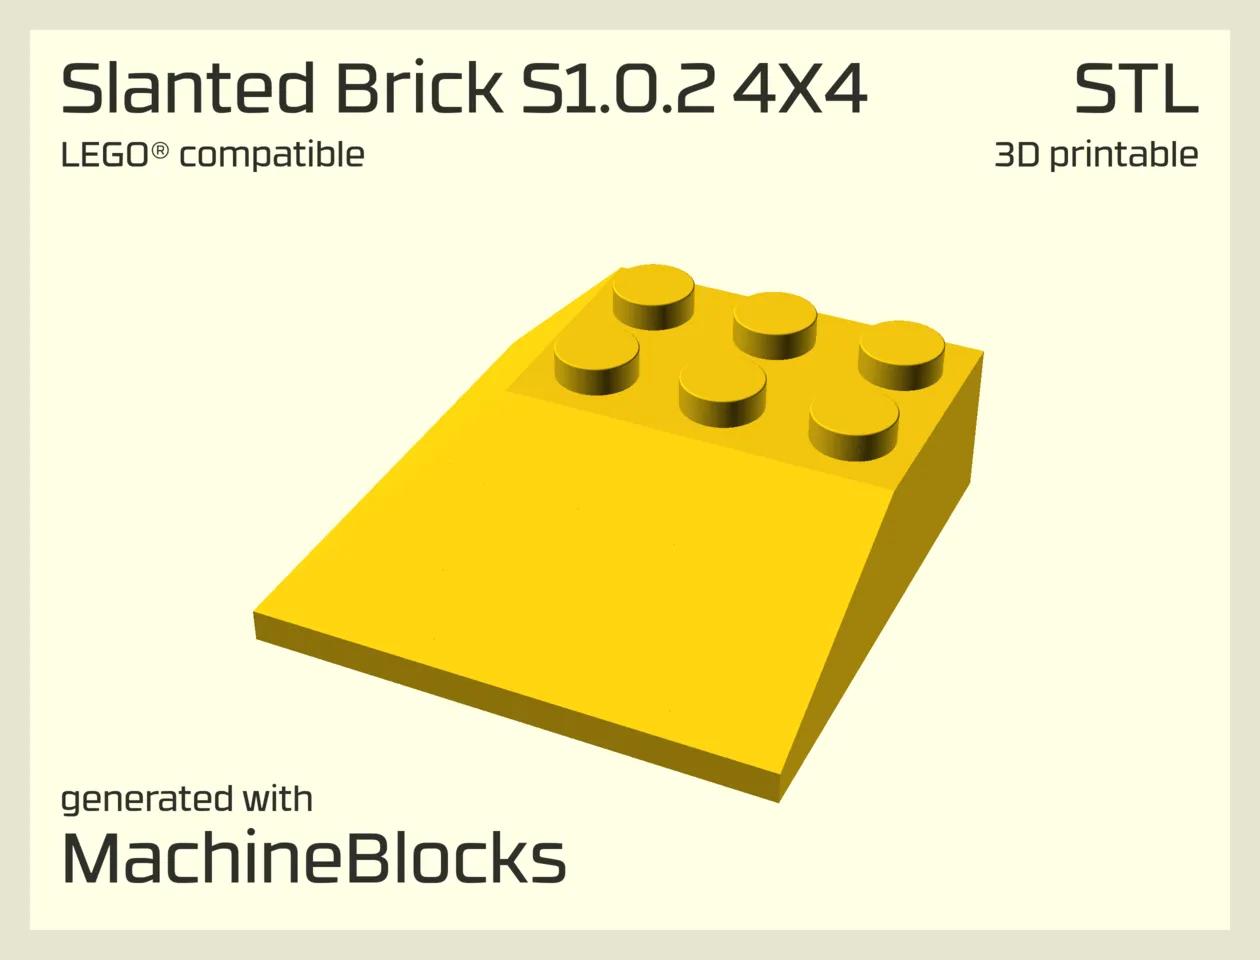 Slanted Brick S1.0.2 4X4
STL
LEGO® compatible
3D printable
generated with
MachineBlocks